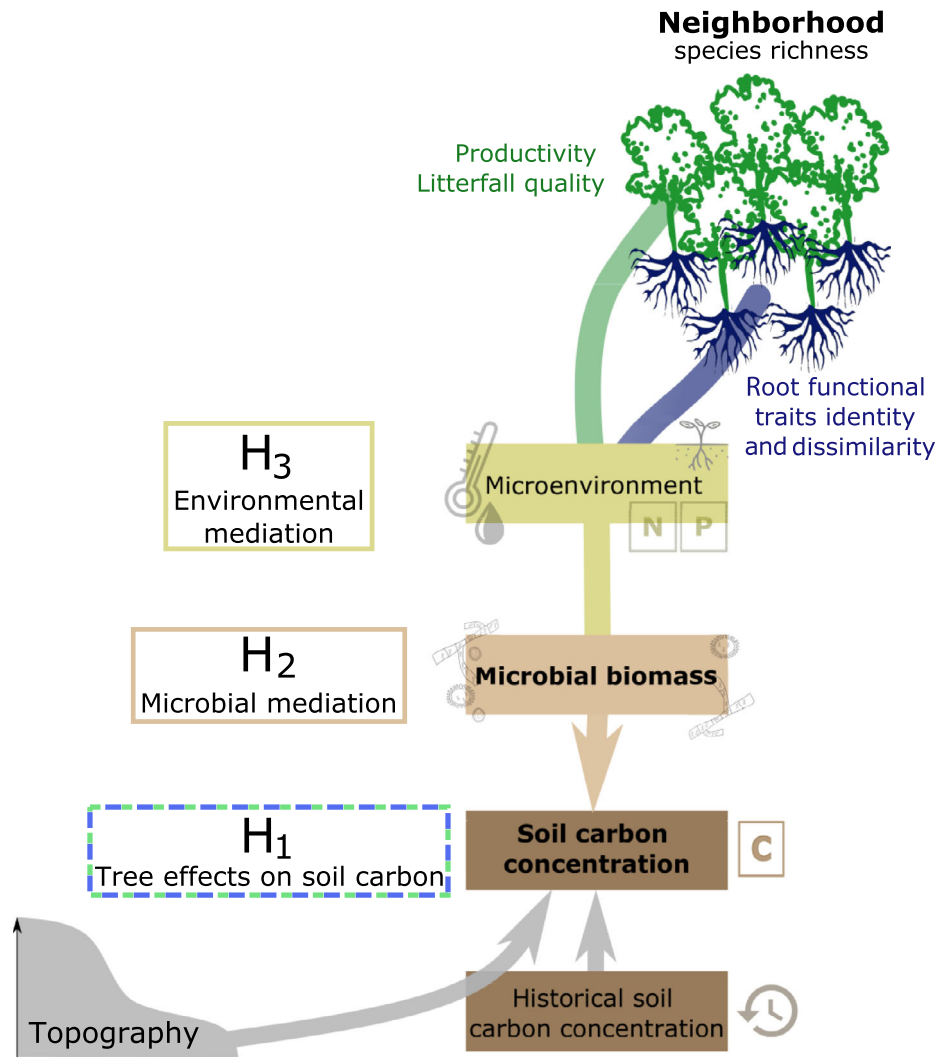 Neighborhood
species richness
Productivity
Litterfall quality
Root functional
traits identity
and dissimilarity
H3
Environmental
mediation
Microenvironment
N P
H2
Microbial mediation
Microbial biomass
H1
Tree effects on soil carbon
Soil carbon
concentration
C
Topography
Historical soil
carbon concentration